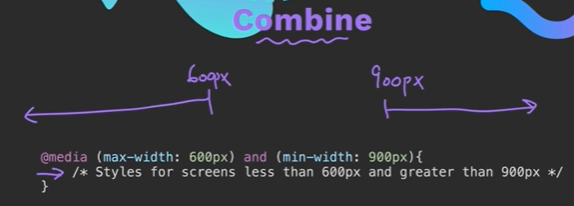 Combine
600px
900px
@media (max-width: 600px) and (min-width: 900px){
/* Styles for screens less than 600px and greater than 900px */
}